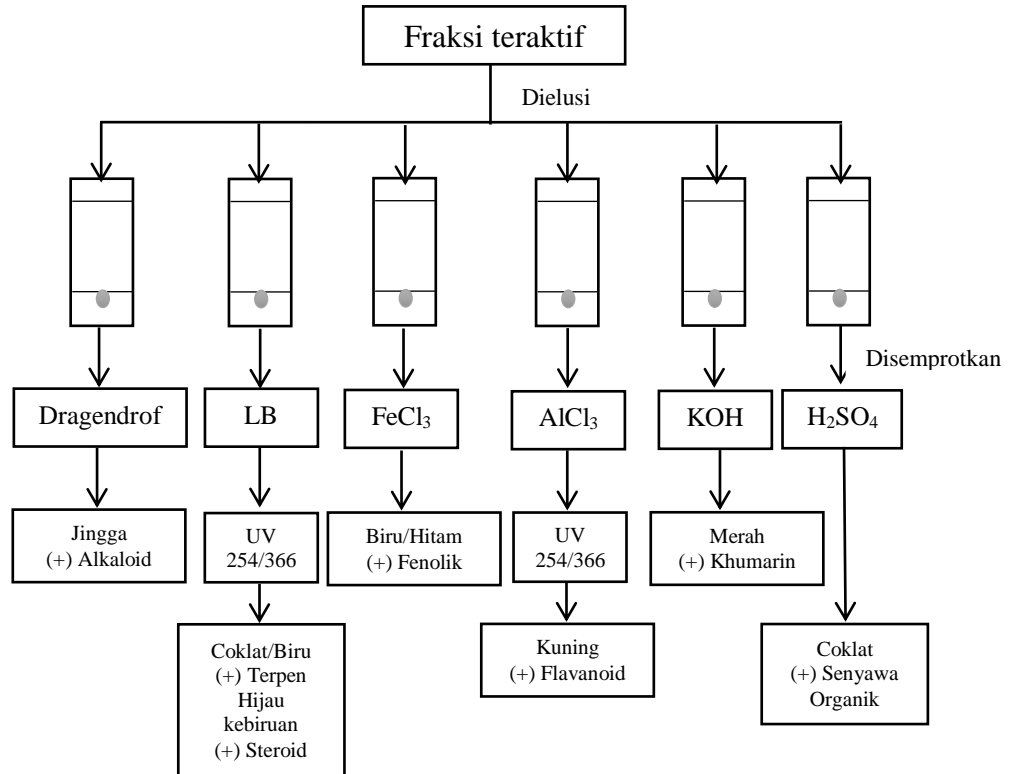 Fraksi teraktif
Dielusi
Disemprotkan
Dragendrof
LB
FeCl₃
AlCl₃
KOH
H₂SO₄
Jingga
(+) Alkaloid
UV
254/366
Biru/Hitam
(+) Fenolik
UV
254/366
Merah
(+) Khumarin
Coklat/Biru
(+) Terpen
Hijau
kebiruan
(+) Steroid
Kuning
(+) Flavanoid
Coklat
(+) Senyawa
Organik